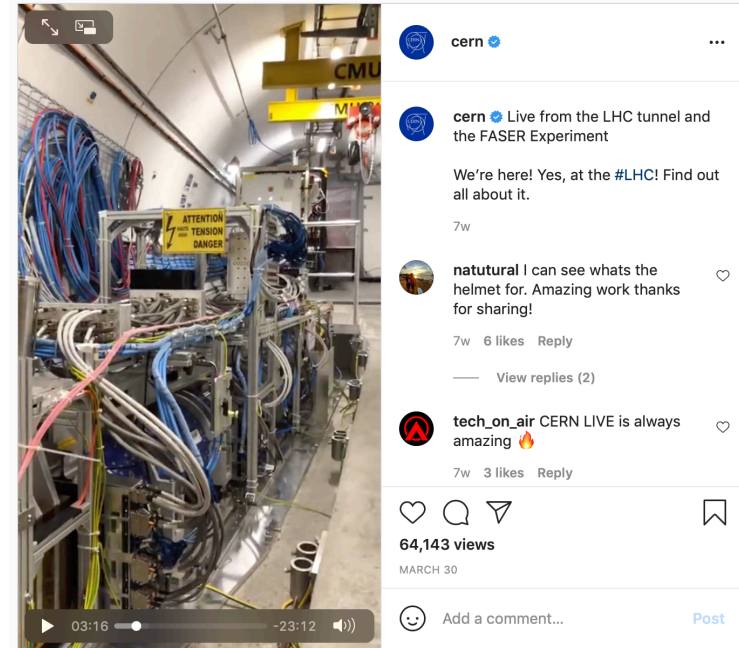 CMU
MU
ATTENTION
TENSION
DANGER
03:16
-23:12
cern
cern Live from the LHC tunnel and
the FASER Experiment
We’re here! Yes, at the #LHC! Find out
all about it.
7w
natutural I can see whats the
helmet for. Amazing work thanks
for sharing!
7w 6 likes Reply
View replies (2)
tech_on_air CERN LIVE is always
amazing 🔥
7w 3 likes Reply
64,143 views
MARCH 30
Add a comment...
Post